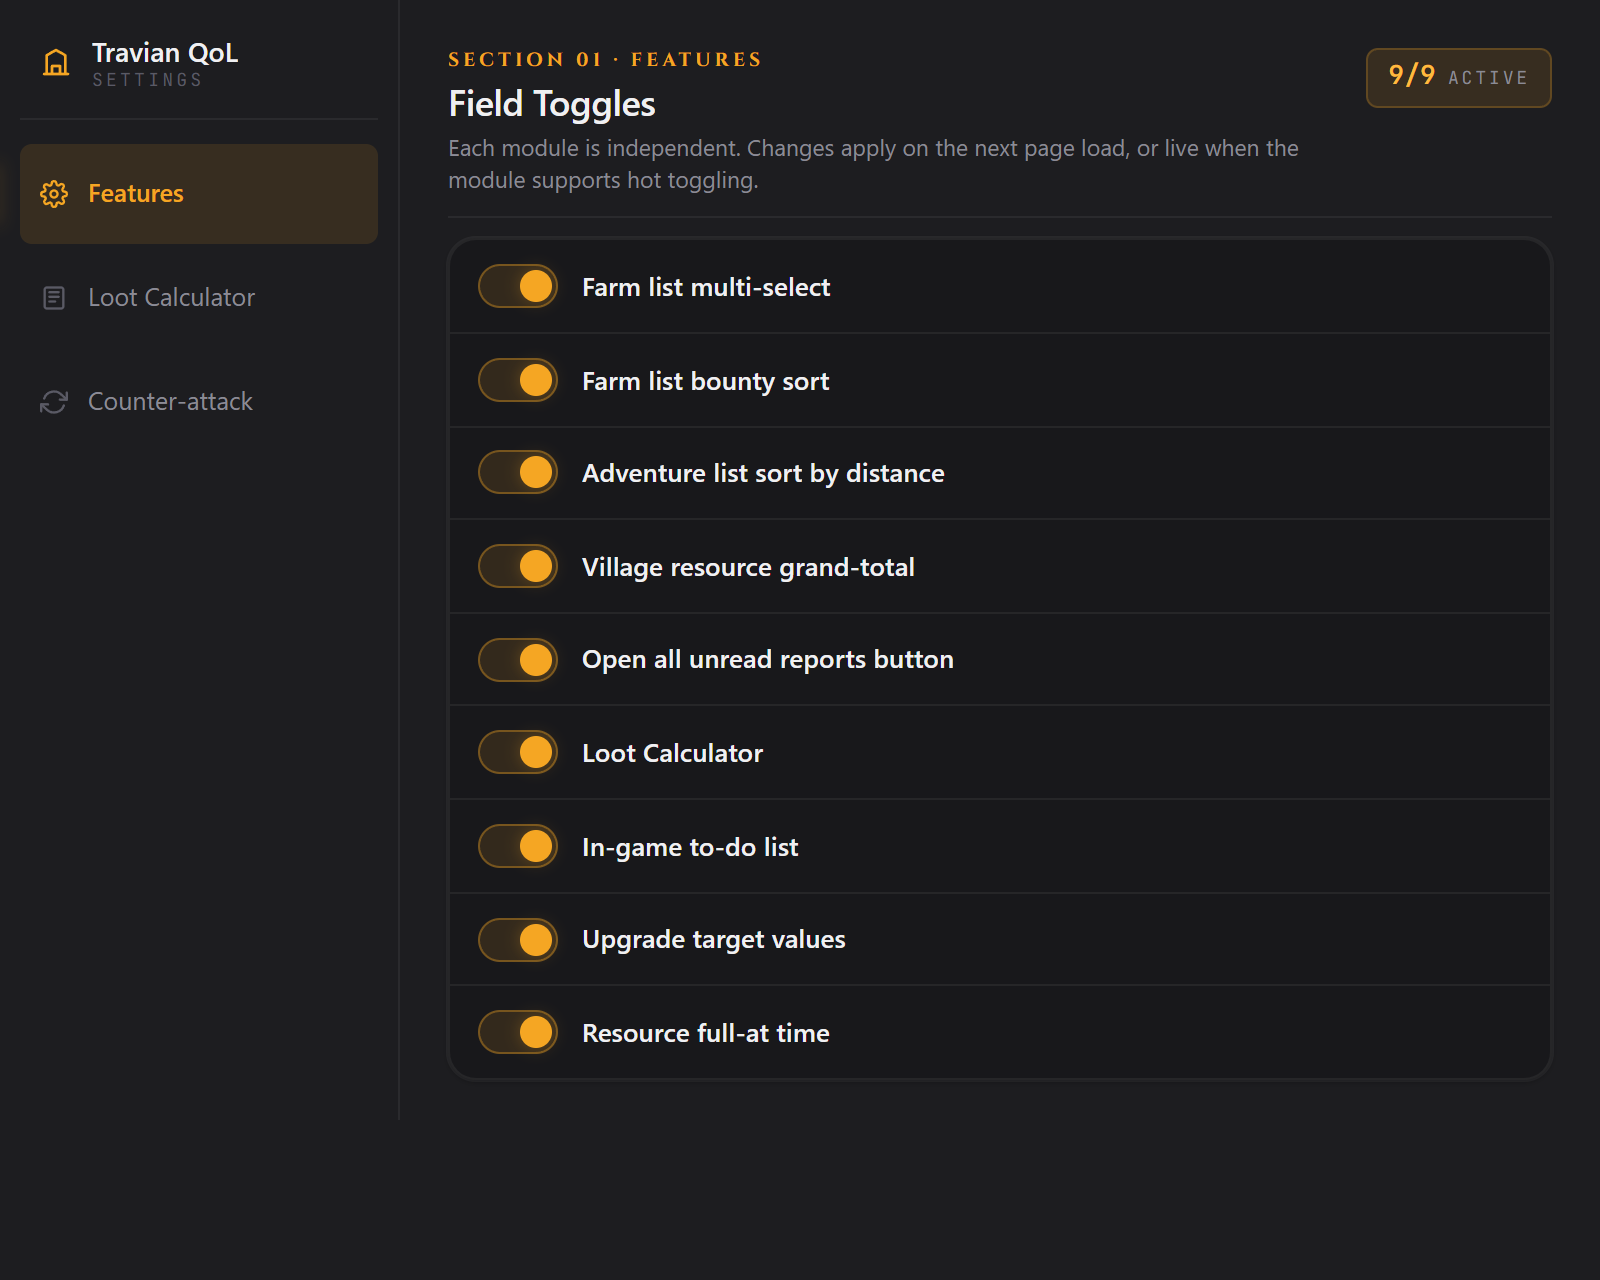 Travian QoL
SETTINGS
Features
Loot Calculator
Counter-attack
SECTION 01 · FEATURES
Field Toggles
Each module is independent. Changes apply on the next page load, or live when the
module supports hot toggling.
9/9 ACTIVE
Farm list multi-select
Farm list bounty sort
Adventure list sort by distance
Village resource grand-total
Open all unread reports button
Loot Calculator
In-game to-do list
Upgrade target values
Resource full-at time